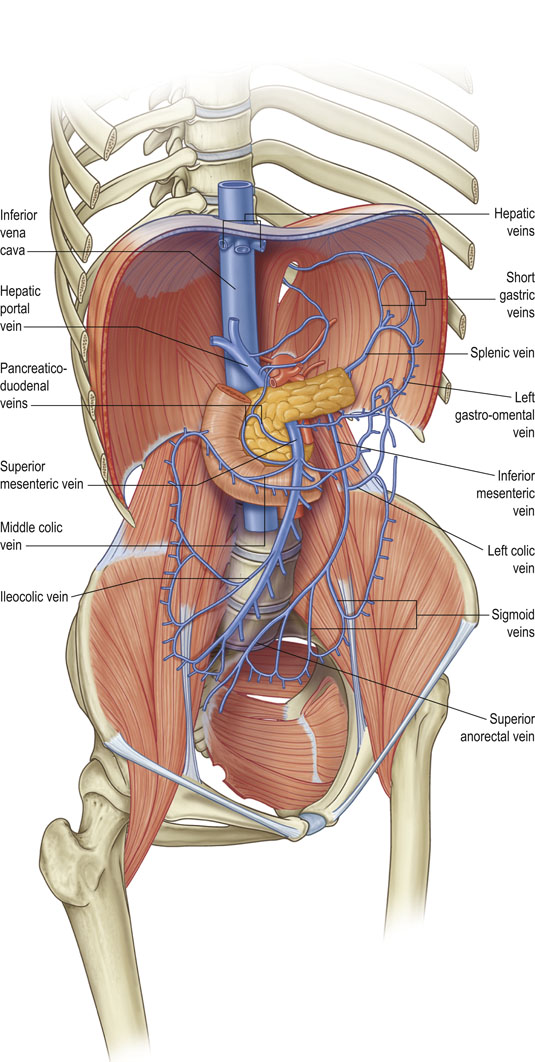 Inferior
vena
cava
Hepatic
portal
vein
Pancreatico-
duodenal
veins
Superior
mesenteric vein
Middle colic
vein
Ileocolic vein
Hepatic
veins
Short
gastric
veins
Splenic vein
Left
gastro-omental
vein
Inferior
mesenteric
vein
Left colic
vein
Sigmoid
veins
Superior
anorectal vein